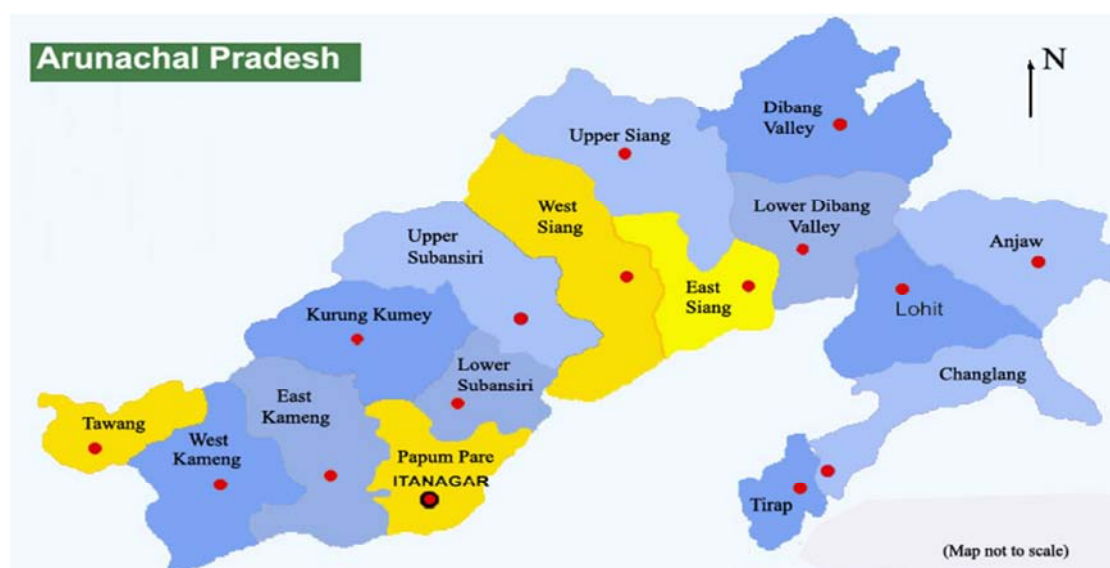 Arunachal Pradesh
N
Dibang
Valley
Upper Siang
West
Siang
Lower Dibang
Valley
Upper
Subansiri
Anjaw
East
Siang
Lohit
Kurung Kumey
Lower
Subansiri
Changlang
East
Kameng
Tawang
West
Kameng
Papum Pare
ITANAGAR
Tirap
(Map not to scale)